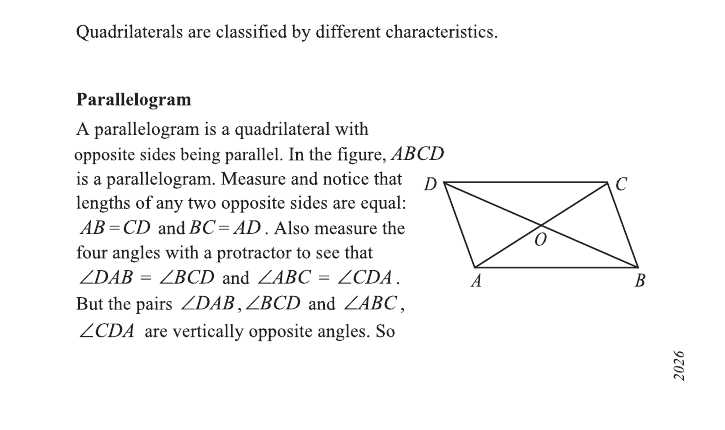 Quadrilaterals are classified by different characteristics.
Parallelogram
A parallelogram is a quadrilateral with
opposite sides being parallel. In the figure, ABCD
is a parallelogram. Measure and notice that
lengths of any two opposite sides are equal:
AB = CD and BC = AD. Also measure the
four angles with a protractor to see that
∠DAB = ∠BCD and ∠ABC = ∠CDA.
But the pairs ∠DAB, ∠BCD and ∠ABC,
∠CDA are vertically opposite angles. So
D
C
O
A
B
2026